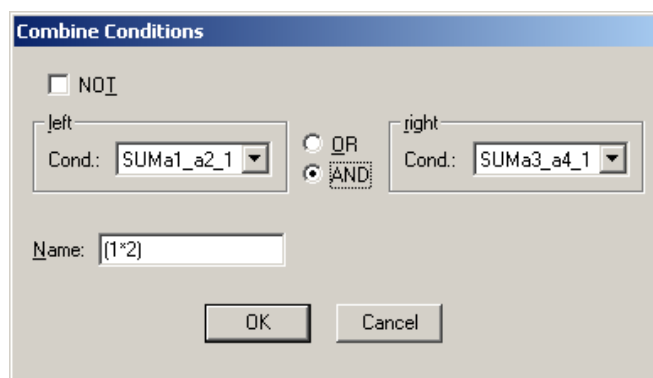 Combine Conditions
NOT
left
Cond.: SUMa1_a2_1
OR
AND
right
Cond.: SUMa3_a4_1
Name: (1*2)
OK Cancel